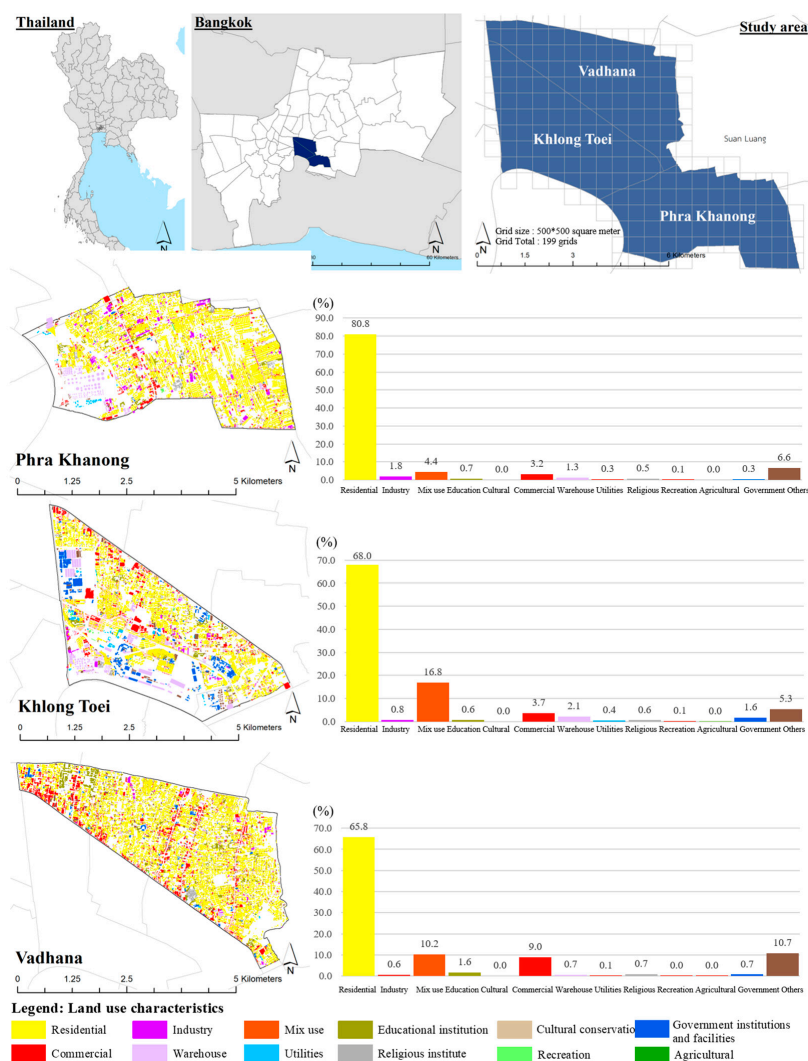 Thailand
Bangkok
Study area
Vadhana
Khlong Toei
Suan Luang
Phra Khanong
Grid size : 500*500 square meter
Grid Total : 199 grids
N
N
N
60 Kilometers
0 1.5 3 6 Kilometers
(%)
90.0
80.0
70.0
60.0
50.0
40.0
30.0
20.0
10.0
0.0
80.8
1.8
4.4
0.7
0.0
3.2
1.3
0.3
0.5
0.1
0.0
0.3
6.6
Residential Industry Mix use Education Cultural Commercial Warehouse Utilities Religious Recreation Agricultural Government Others
N
Phra Khanong
0 1.25 2.5 5 Kilometers
(%)
70.0
60.0
50.0
40.0
30.0
20.0
10.0
0.0
68.0
0.8
16.8
0.6
0.0
3.7
2.1
0.4
0.6
0.1
0.0
1.6
5.3
Residential Industry Mix use Education Cultural Commercial Warehouse Utilities Religious Recreation Agricultural Government Others
N
Khlong Toei
0 1.25 2.5 5 Kilometers
(%)
70.0
60.0
50.0
40.0
30.0
20.0
10.0
0.0
65.8
0.6
10.2
1.6
0.0
9.0
0.7
0.1
0.7
0.0
0.0
0.7
10.7
Residential Industry Mix use Education Cultural Commercial Warehouse Utilities Religious Recreation Agricultural Government Others
N
Vadhana
0 1.25 2.5 5 Kilometers
Legend: Land use characteristics
Residential
Industry
Mix use
Educational institution
Cultural conservatio
Government institutions
and facilities
Commercial
Warehouse
Utilities
Religious institute
Recreation
Agricultural